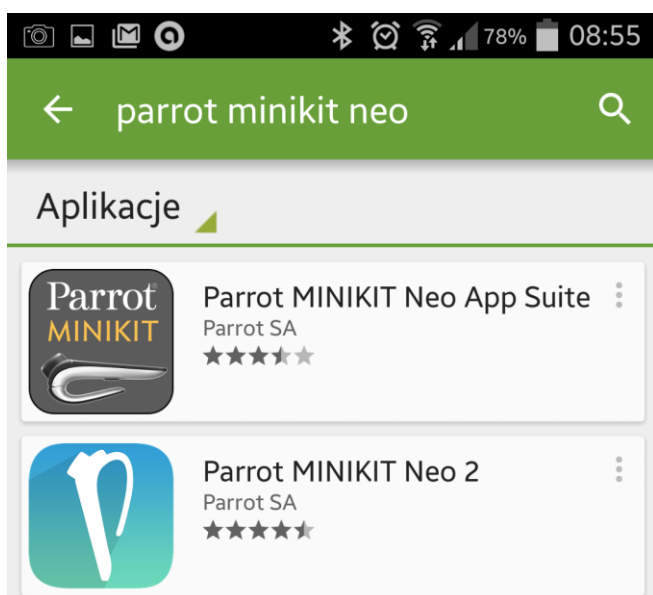 78% 08:55
parrot minikit neo
Aplikacje
Parrot
MINIKIT
Parrot MINIKIT Neo App Suite
Parrot SA
Parrot MINIKIT Neo 2
Parrot SA